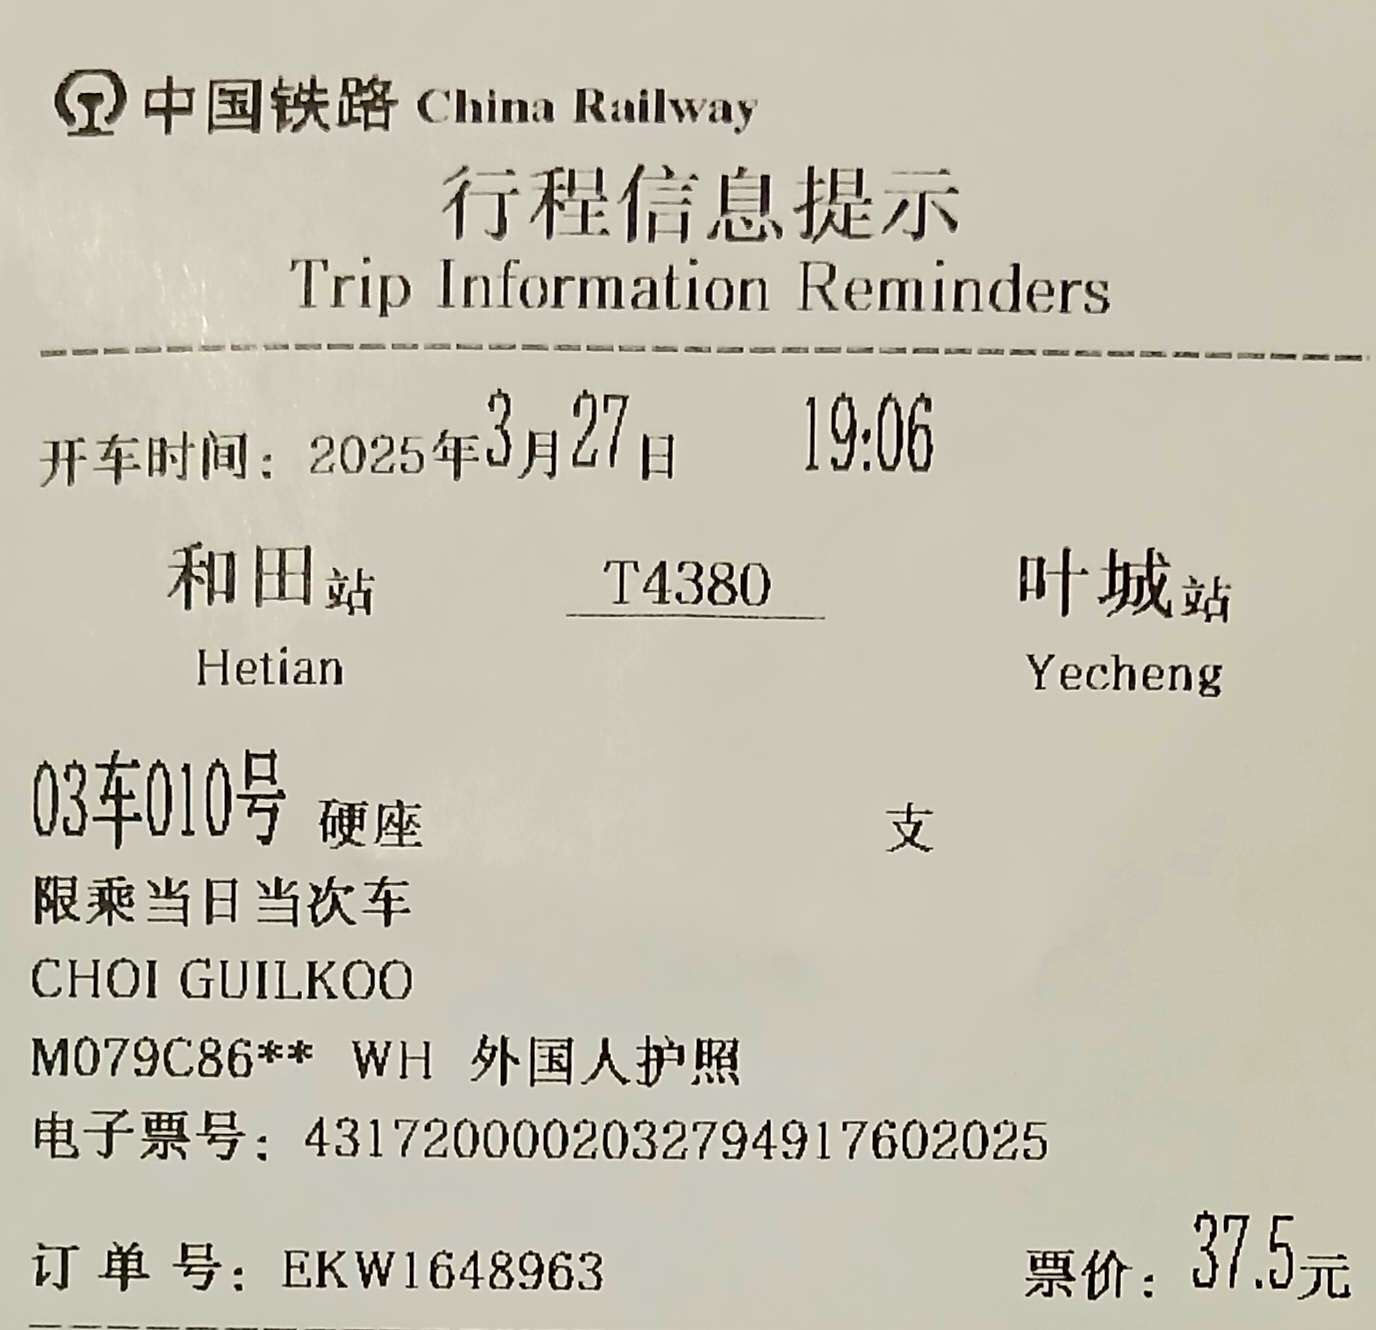 中国铁路 China Railway
行程信息提示
Trip Information Reminders
开车时间：2025年3月27日 19:06
和田站 T4380 叶城站
Hetian Yecheng
03车010号 硬座 支
限乘当日当次车
CHOI GUILKOO
M079C86** WH 外国人护照
电子票号：4317200002032794917602025
订单号：EKW1648963 票价：37.5元